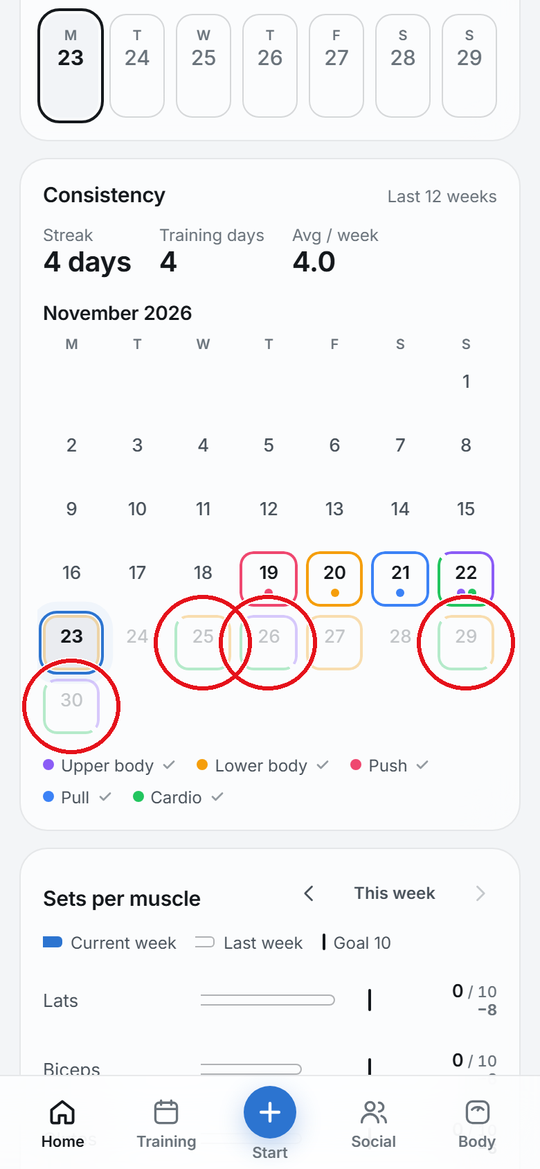 M T W T F S S
23 24 25 26 27 28 29
Consistency Last 12 weeks
Streak Training days Avg / week
4 days 4 4.0
November 2026
M T W T F S S
1
2 3 4 5 6 7 8
9 10 11 12 13 14 15
16 17 18 19 20 21 22
23 24 25 26 27 28 29
30
Upper body Lower body Push
Pull Cardio
Sets per muscle This week
Current week Last week Goal 10
Lats 0 / 10
−8
Biceps 0 / 10
Home Training Start Social Body